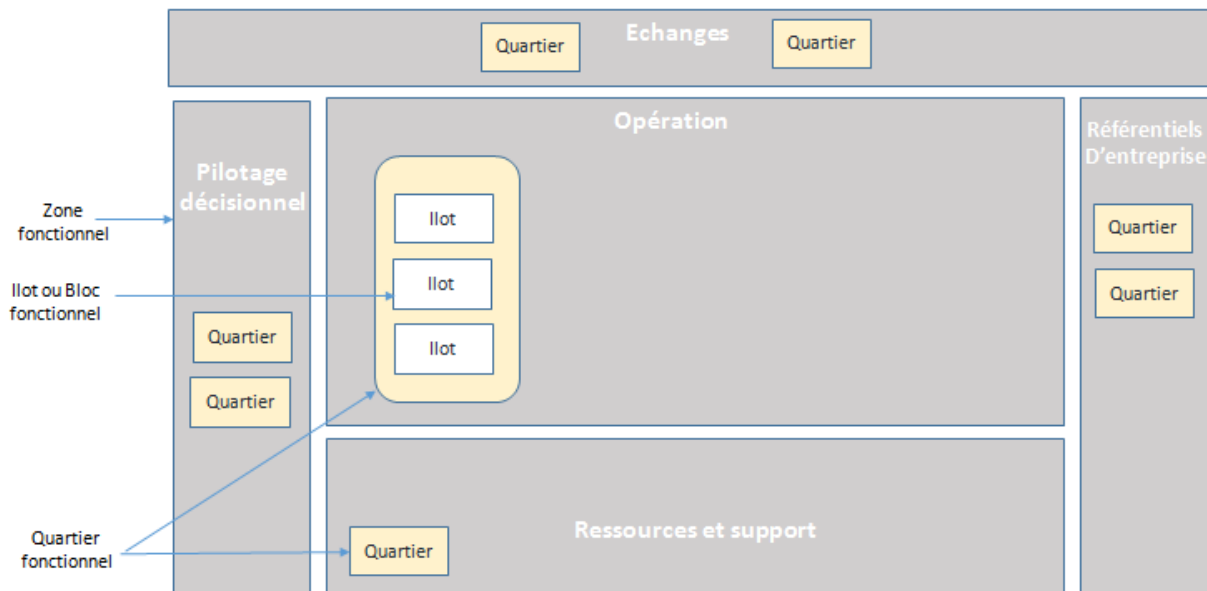 Echanges
Quartier
Quartier
Opération
Référentiels
D'entreprise
Pilotage
décisionnel
Zone
fonctionnel
Ilot
Quartier
Ilot ou Bloc
fonctionnel
Ilot
Quartier
Quartier
Ilot
Quartier
Ressources et support
Quartier
fonctionnel
Quartier